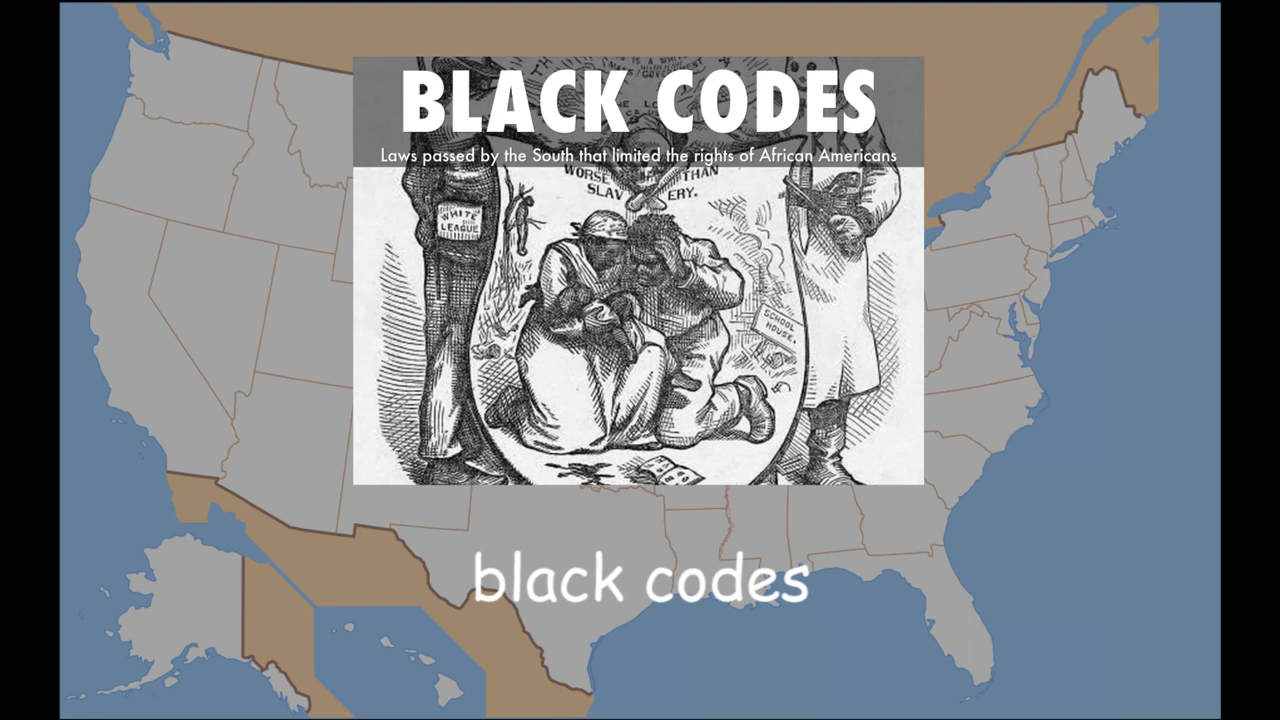 BLACK CODES
Laws passed by the South that limited the rights of African Americans
WORSE THAN
SLAVERY.
WHITE
LEAGUE
SCHOOL
HOUSE.
black codes